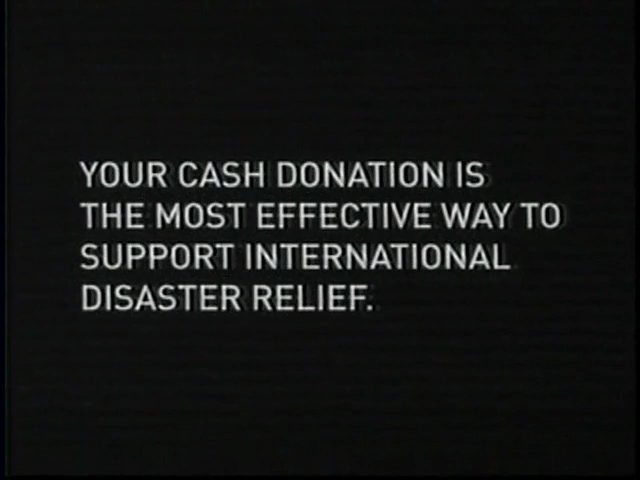 YOUR CASH DONATION IS
THE MOST EFFECTIVE WAY TO
SUPPORT INTERNATIONAL
DISASTER RELIEF.